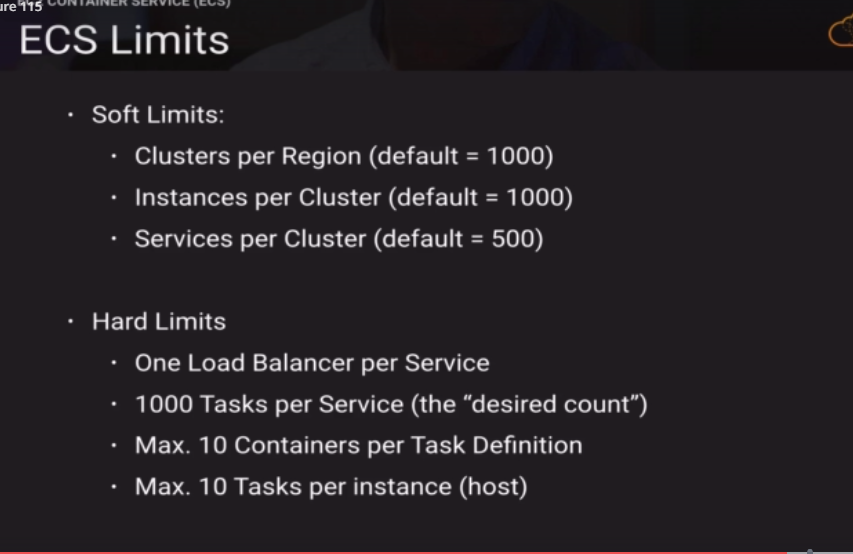 ure 115
CONTAINER SERVICE (ECS)
ECS Limits
• Soft Limits:
• Clusters per Region (default = 1000)
• Instances per Cluster (default = 1000)
• Services per Cluster (default = 500)
• Hard Limits
• One Load Balancer per Service
• 1000 Tasks per Service (the “desired count”)
• Max. 10 Containers per Task Definition
• Max. 10 Tasks per instance (host)